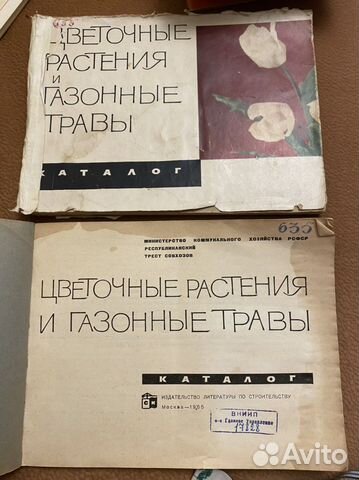 635
ЦВЕТОЧНЫЕ
РАСТЕНИЯ
И
ГАЗОННЫЕ
ТРАВЫ
КАТАЛОГ
635
МИНИСТЕРСТВО КОММУНАЛЬНОГО ХОЗЯЙСТВА РСФСР
РЕСПУБЛИКАНСКИЙ
ТРЕСТ СОВХОЗОВ
ЦВЕТОЧНЫЕ РАСТЕНИЯ
И ГАЗОННЫЕ ТРАВЫ
КАТАЛОГ
ИЗДАТЕЛЬСТВО ЛИТЕРАТУРЫ ПО СТРОИТЕЛЬСТВУ
Москва—1965
ВНИИП
17828
Avito